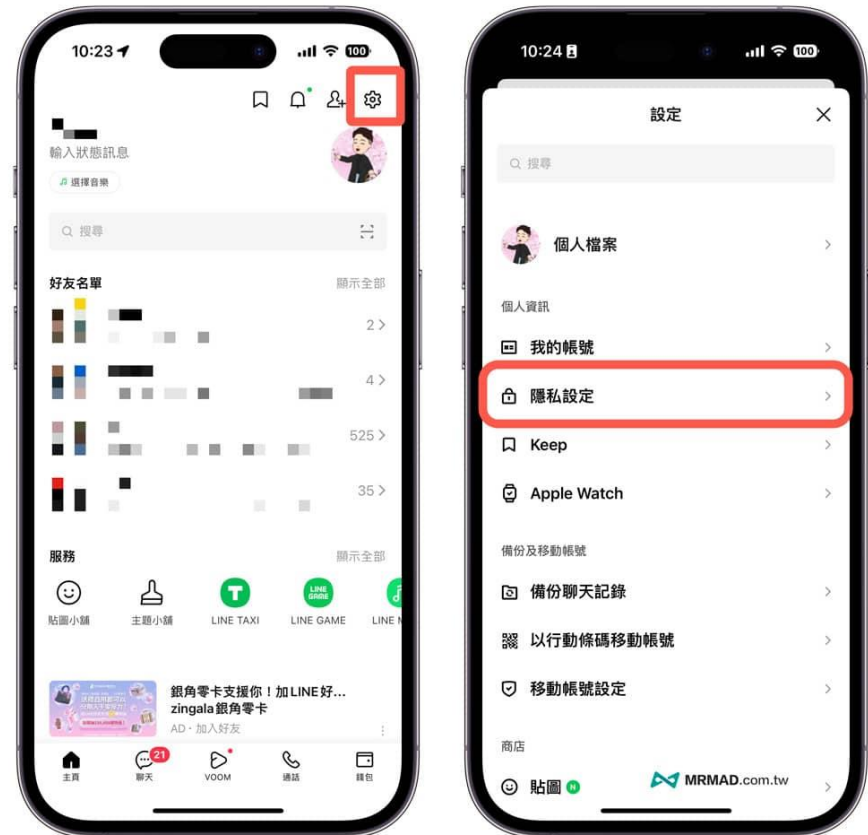 10:23
100
輸入狀態訊息
選擇音樂
搜尋
好友名單 顯示全部
2
4
525
35
服務 顯示全部
貼圖小舖 主題小舖 LINE TAXI LINE GAME LINE
銀角零卡支援你！加LINE好...
zingala銀角零卡
AD・加入好友
21
主頁 聊天 VOOM 通話 錢包
10:24
100
設定
搜尋
個人檔案
個人資訊
我的帳號
隱私設定
Keep
Apple Watch
備份及移動帳號
備份聊天記錄
以行動條碼移動帳號
移動帳號設定
商店
貼圖 N
MRMAD.com.tw